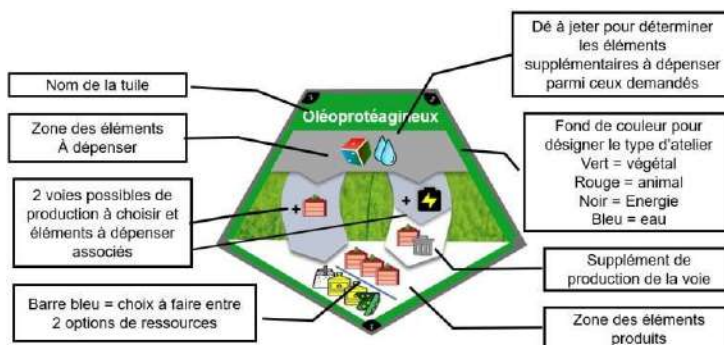 Nom de la tuile
Zone des éléments
À dépenser
2 voies possibles de
production à choisir et
éléments à dépenser
associés
Barre bleu = choix à faire entre
2 options de ressources
Oléoprotéagineux
+
+
Dé à jeter pour déterminer
les éléments
supplémentaires à dépenser
parmi ceux demandés
Fond de couleur pour
désigner le type d'atelier
Vert = végétal
Rouge = animal
Noir = Energie
Bleu = eau
Supplément de
production de la voie
Zone des éléments
produits